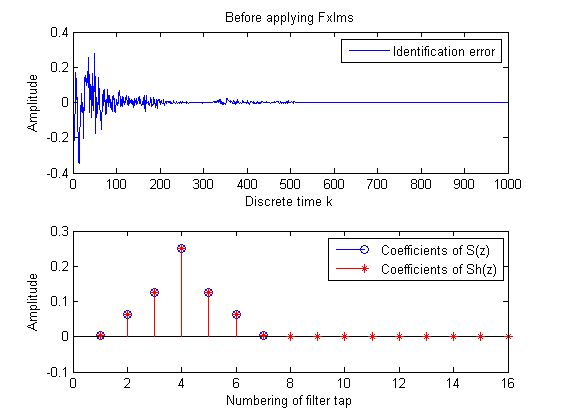 Before applying Fxlms
0.4
0.2
0
-0.2
-0.4
Amplitude
Identification error
0 100 200 300 400 500 600 700 800 900 1000
Discrete time k
0.3
0.2
0.1
0
-0.1
Amplitude
Coefficients of S(z)
Coefficients of Sh(z)
0 2 4 6 8 10 12 14 16
Numbering of filter tap